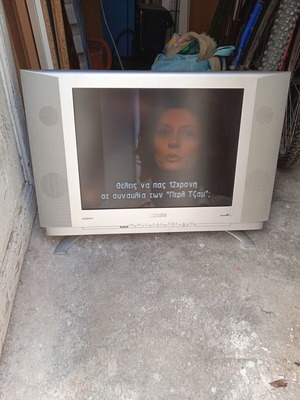 Θέλεις να πας 12χρονη
σε συναυλία των "Περλ Τζαμ";